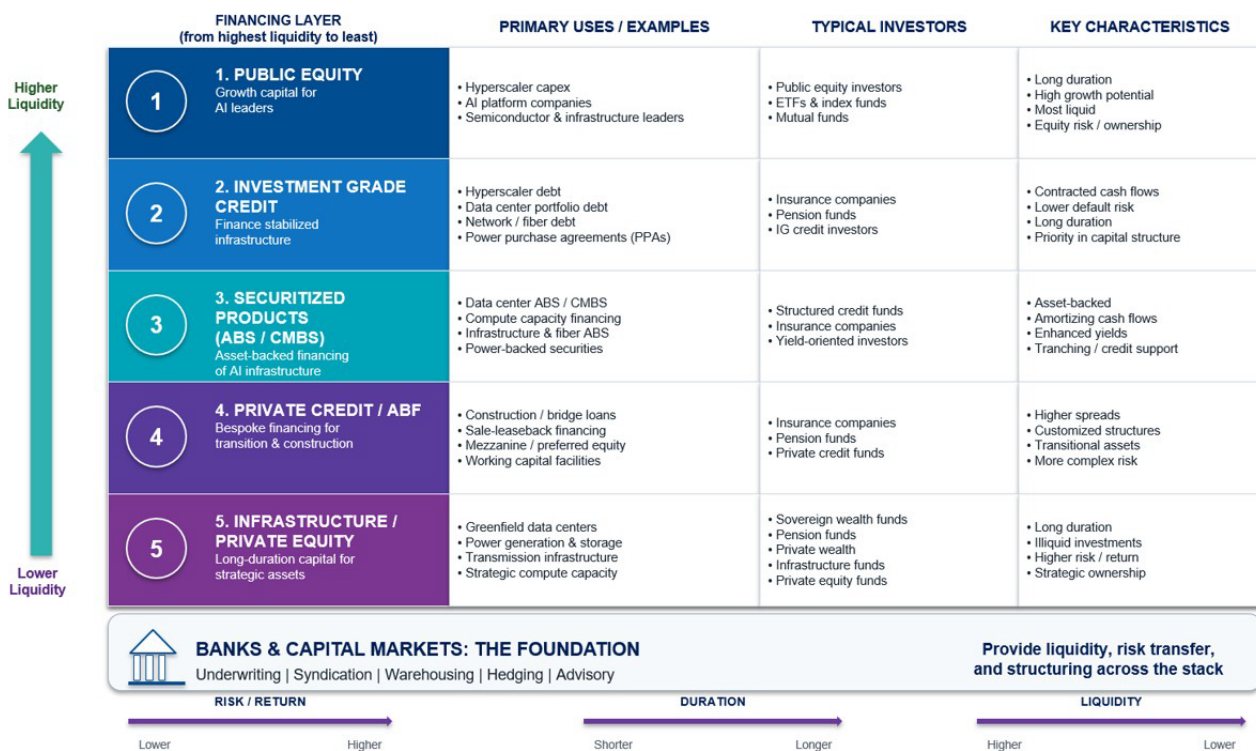 FINANCING LAYER
(from highest liquidity to least)
PRIMARY USES / EXAMPLES
TYPICAL INVESTORS
KEY CHARACTERISTICS
Higher
Liquidity
1
1. PUBLIC EQUITY
Growth capital for
AI leaders
• Hyperscaler capex
• AI platform companies
• Semiconductor & infrastructure leaders
• Public equity investors
• ETFs & index funds
• Mutual funds
• Long duration
• High growth potential
• Most liquid
• Equity risk / ownership
2
2. INVESTMENT GRADE
CREDIT
Finance stabilized
infrastructure
• Hyperscaler debt
• Data center portfolio debt
• Network / fiber debt
• Power purchase agreements (PPAs)
• Insurance companies
• Pension funds
• IG credit investors
• Contracted cash flows
• Lower default risk
• Long duration
• Priority in capital structure
3
3. SECURITIZED
PRODUCTS
(ABS / CMBS)
Asset-backed financing
of AI infrastructure
• Data center ABS / CMBS
• Compute capacity financing
• Infrastructure & fiber ABS
• Power-backed securities
• Structured credit funds
• Insurance companies
• Yield-oriented investors
• Asset-backed
• Amortizing cash flows
• Enhanced yields
• Tranching / credit support
4
4. PRIVATE CREDIT / ABF
Bespoke financing for
transition & construction
• Construction / bridge loans
• Sale-leaseback financing
• Mezzanine / preferred equity
• Working capital facilities
• Insurance companies
• Pension funds
• Private credit funds
• Higher spreads
• Customized structures
• Transitional assets
• More complex risk
5
5. INFRASTRUCTURE /
PRIVATE EQUITY
Long-duration capital for
strategic assets
• Greenfield data centers
• Power generation & storage
• Transmission infrastructure
• Strategic compute capacity
• Sovereign wealth funds
• Pension funds
• Private wealth
• Infrastructure funds
• Private equity funds
• Long duration
• Illiquid investments
• Higher risk / return
• Strategic ownership
Lower
Liquidity
BANKS & CAPITAL MARKETS: THE FOUNDATION
Underwriting | Syndication | Warehousing | Hedging | Advisory
Provide liquidity, risk transfer,
and structuring across the stack
RISK / RETURN
Lower
Higher
DURATION
Shorter
Longer
LIQUIDITY
Higher
Lower